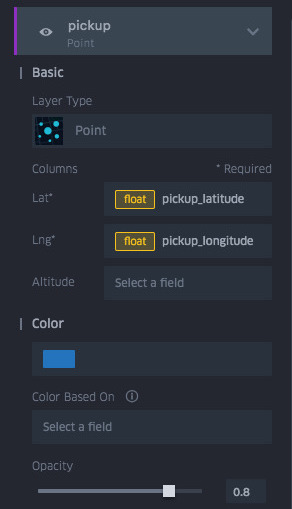 pickup
Point
Basic
Layer Type
Point
Columns * Required
Lat* float pickup_latitude
Lng* float pickup_longitude
Altitude Select a field
Color
Color Based On
Select a field
Opacity
0.8